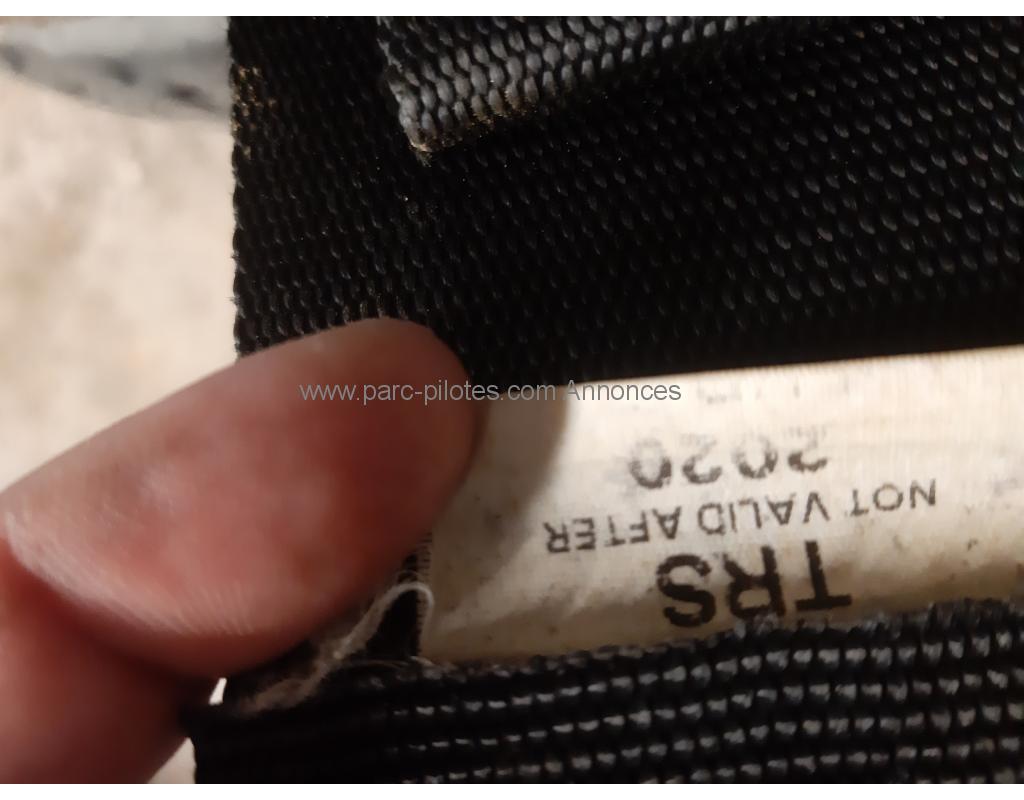 www.parc-pilotes.com Annonces
TRS
NOT VALID AFTER
2020